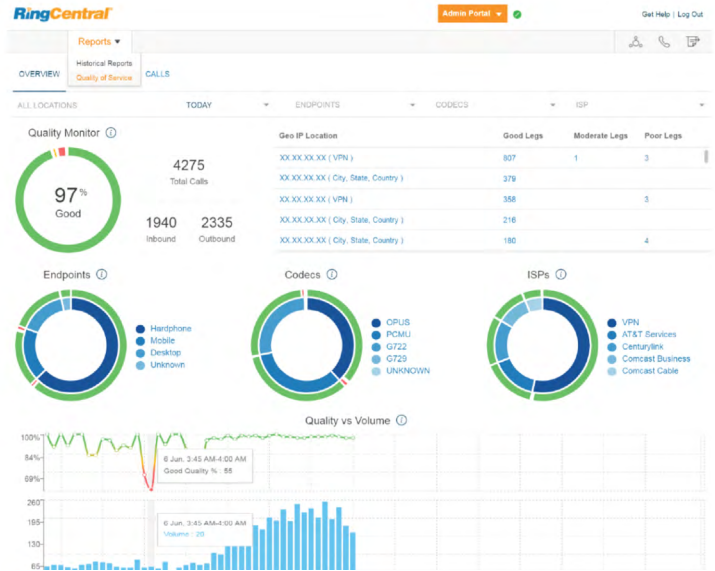 RingCentral
Admin Portal
Get Help | Log Out
Reports
Historical Reports
Quality of Service
OVERVIEW
CALLS
ALL LOCATIONS
TODAY
ENDPOINTS
CODECS
ISP
Quality Monitor
97%
Good
4275
Total Calls
1940
Inbound
2335
Outbound
Geo IP Location Good Legs Moderate Legs Poor Legs
XX.XX.XX.XX ( VPN ) 807 1 3
XX.XX.XX.XX ( City, State, Country ) 379
XX.XX.XX.XX ( VPN ) 358 3
XX.XX.XX.XX ( City, State, Country ) 216
XX.XX.XX.XX ( City, State, Country ) 180 4
Endpoints
Hardphone
Mobile
Desktop
Unknown
Codecs
OPUS
PCMU
G722
G729
UNKNOWN
ISPs
VPN
AT&T Services
Centurylink
Comcast Business
Comcast Cable
Quality vs Volume
100%
84%
69%
6 Jun, 3:45 AM-4:00 AM
Good Quality % : 55
260
195
130
65
6 Jun, 3:45 AM-4:00 AM
Volume : 20